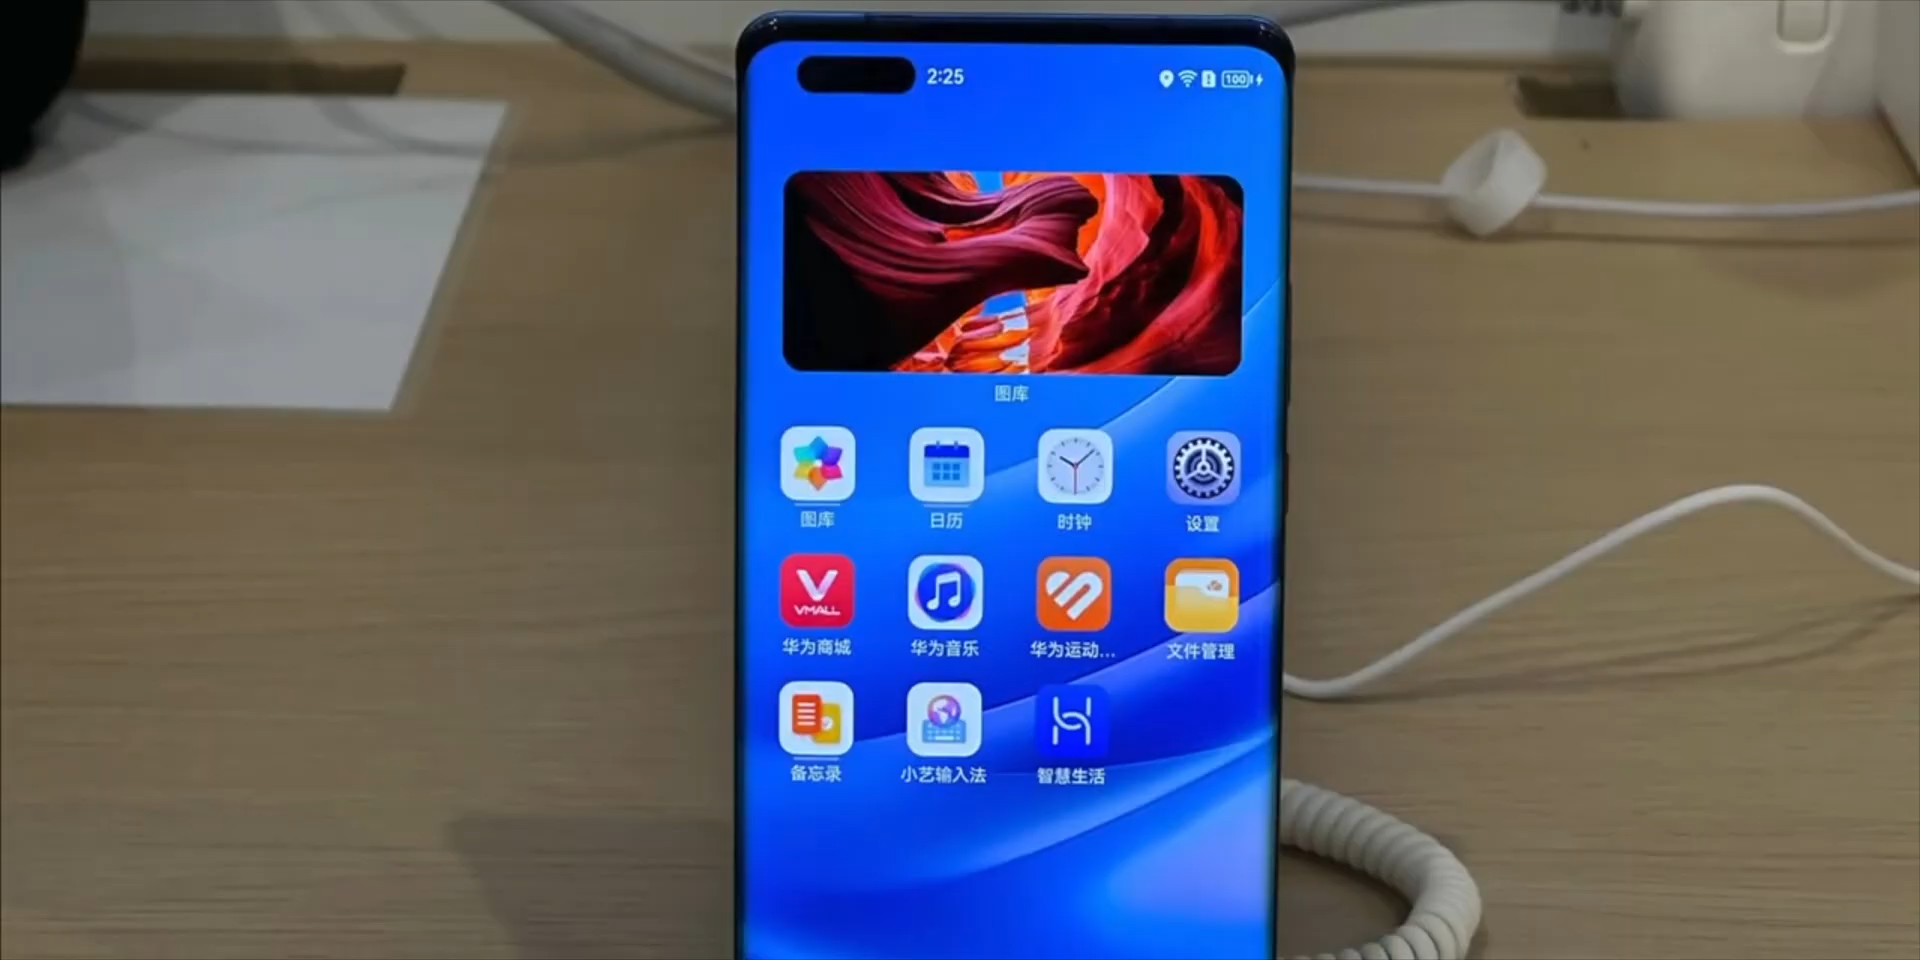 2:25
100
图库
图库
日历
时钟
设置
VMALL
华为商城
华为音乐
华为运动...
文件管理
备忘录
小艺输入法
智慧生活